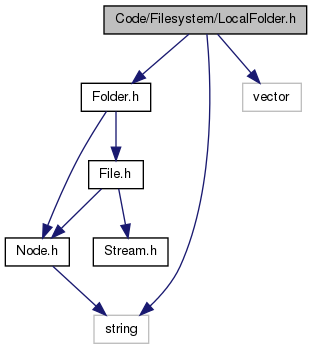 Code/Filesystem/LocalFolder.h
Folder.h
vector
File.h
Node.h
Stream.h
string